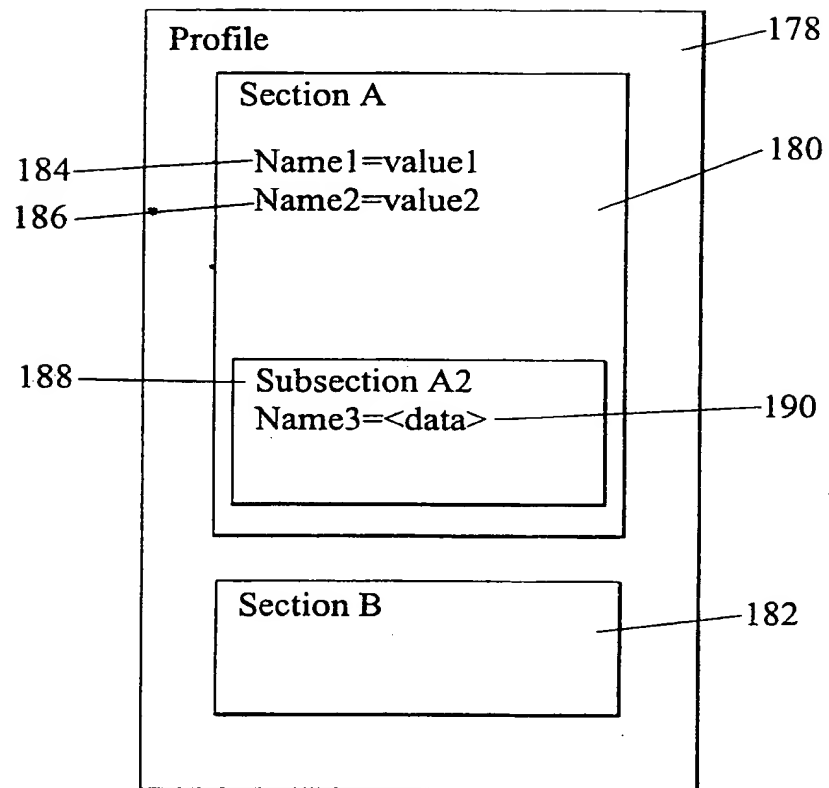 Profile
178
Section A
184
Name1=value1
180
186
Name2=value2
188
Subsection A2
Name3=<data>
190
Section B
182